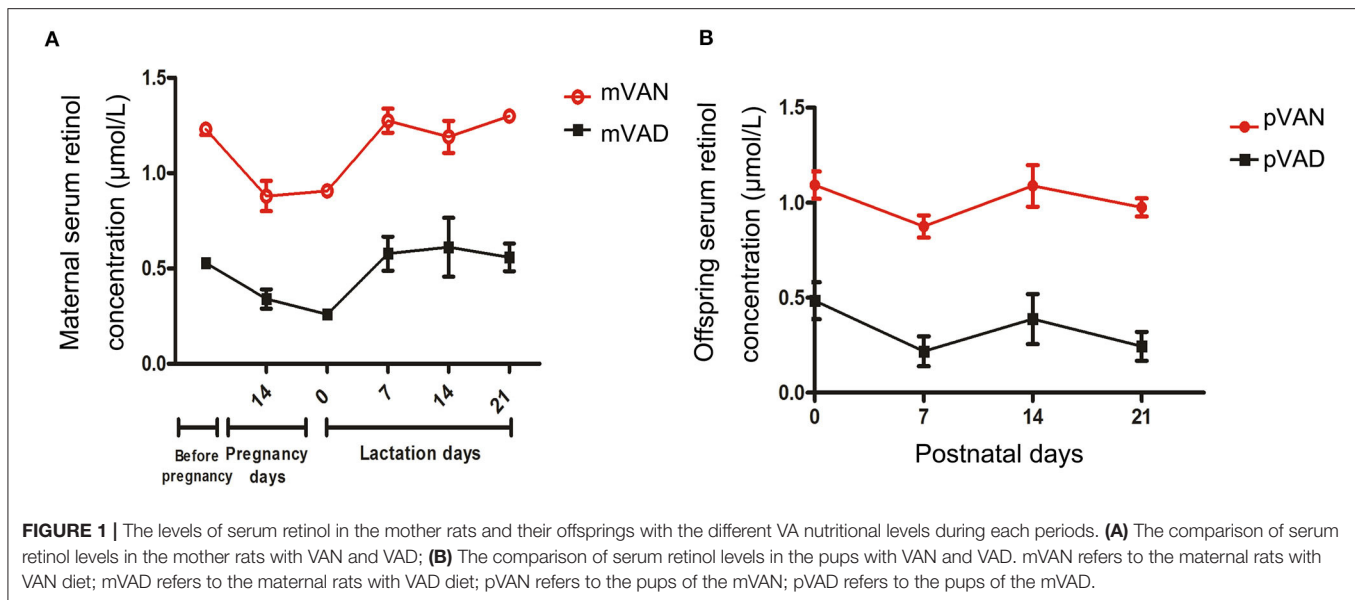 A
Maternal serum retinol
concentration (μmol/L)
1.5
1.0
0.5
0.0
14
0
7
14
21
Before
pregnancy
Pregnancy
days
Lactation days
mVAN
mVAD
B
Offspring serum retinol
concentration (μmol/L)
1.5
1.0
0.5
0.0
0
7
14
21
Postnatal days
pVAN
pVAD
FIGURE 1 | The levels of serum retinol in the mother rats and their offsprings with the different VA nutritional levels during each periods. (A) The comparison of serum
retinol levels in the mother rats with VAN and VAD; (B) The comparison of serum retinol levels in the pups with VAN and VAD. mVAN refers to the maternal rats with
VAN diet; mVAD refers to the maternal rats with VAD diet; pVAN refers to the pups of the mVAN; pVAD refers to the pups of the mVAD.